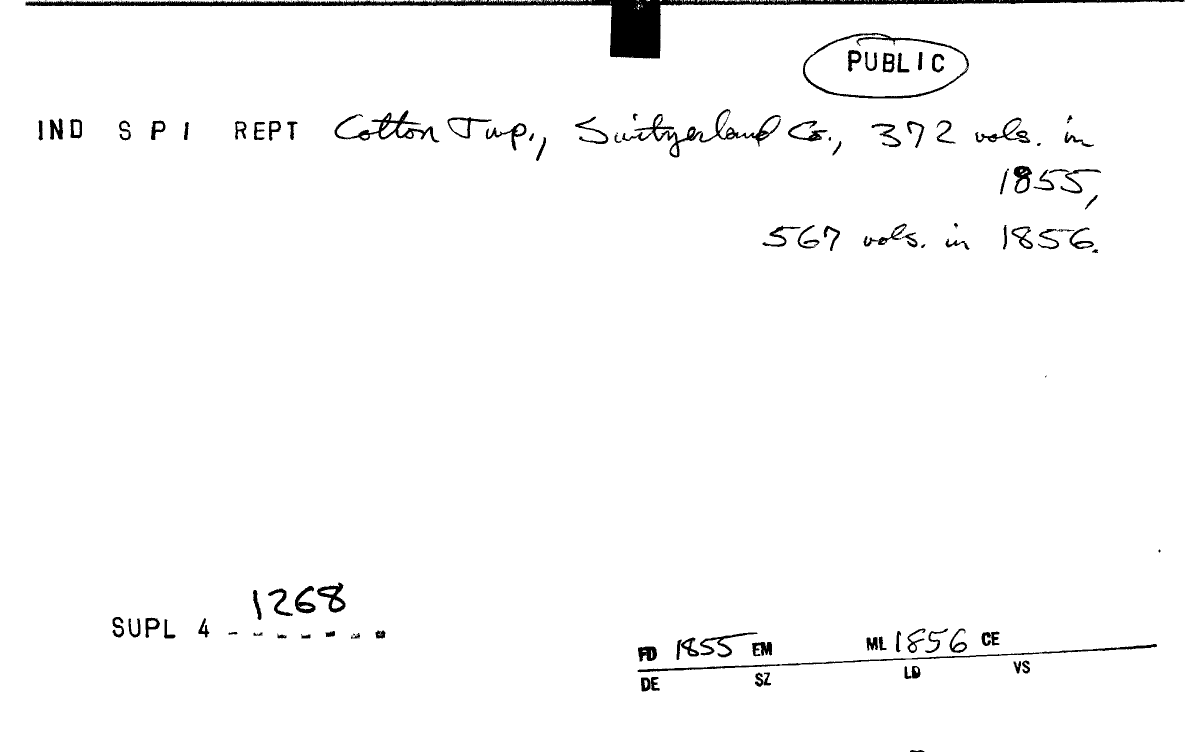 PUBLIC
IND S P I REPT Cotton Twp., Switzerland Co., 372 vols. in
1855,
567 vols. in 1856.
1268
SUPL 4 - - - - - - -
FD 1855 EM ML 1856 CE
DE SZ LD VS